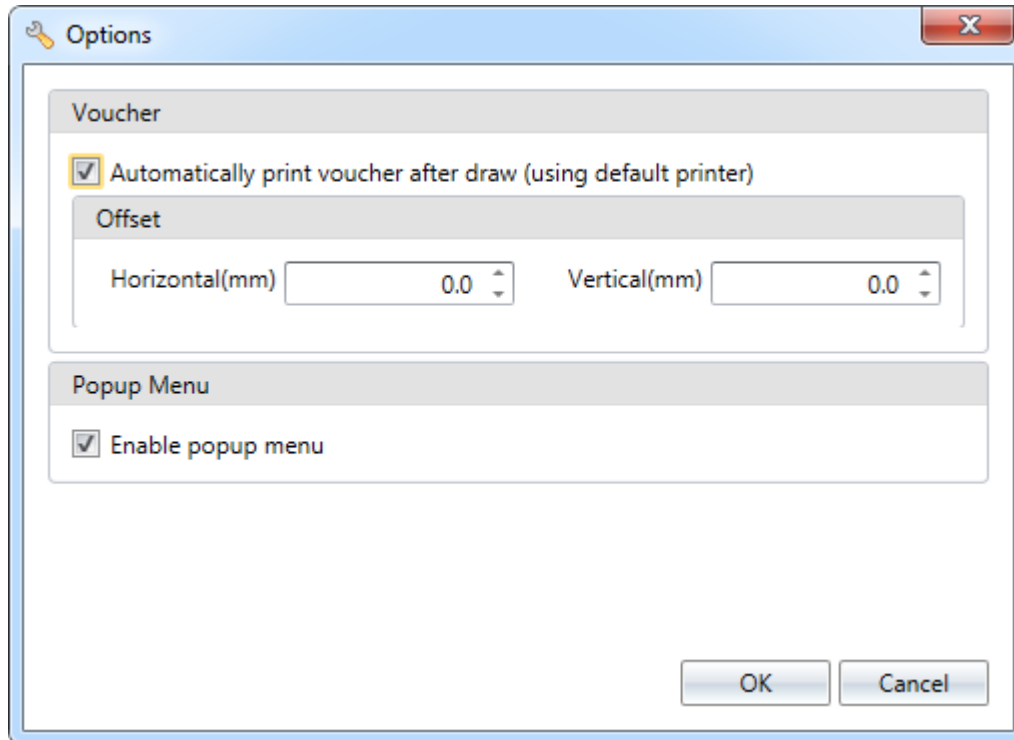 Options
Voucher
Automatically print voucher after draw (using default printer)
Offset
Horizontal(mm) 0.0 Vertical(mm) 0.0
Popup Menu
Enable popup menu
OK Cancel